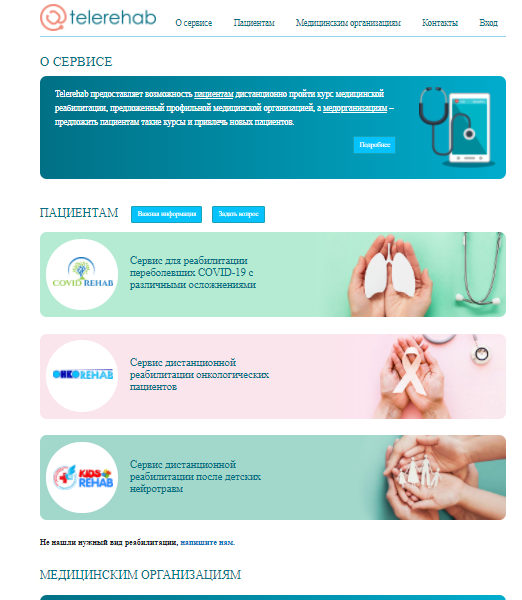 telerehab
О сервисе Пациентам Медицинским организациям Контакты Вход
О СЕРВИСЕ
Telerehab предоставляет возможность пациентам дистанционно пройти курс медицинской
реабилитации, предложенный профильной медицинской организацией, а медорганизациям –
предложить пациентам такие курсы и привлечь новых пациентов.
Подробнее
ПАЦИЕНТАМ Важная информация Задать вопрос
COVID REHAB
Сервис для реабилитации
переболевших COVID-19 с
различными осложнениями
ОНКОREHAB
Сервис дистанционной
реабилитации онкологических
пациентов
KIDS
REHAB
Сервис дистанционной
реабилитации после детских
нейротравм
Не нашли нужный вид реабилитации, напишите нам.
МЕДИЦИНСКИМ ОРГАНИЗАЦИЯМ